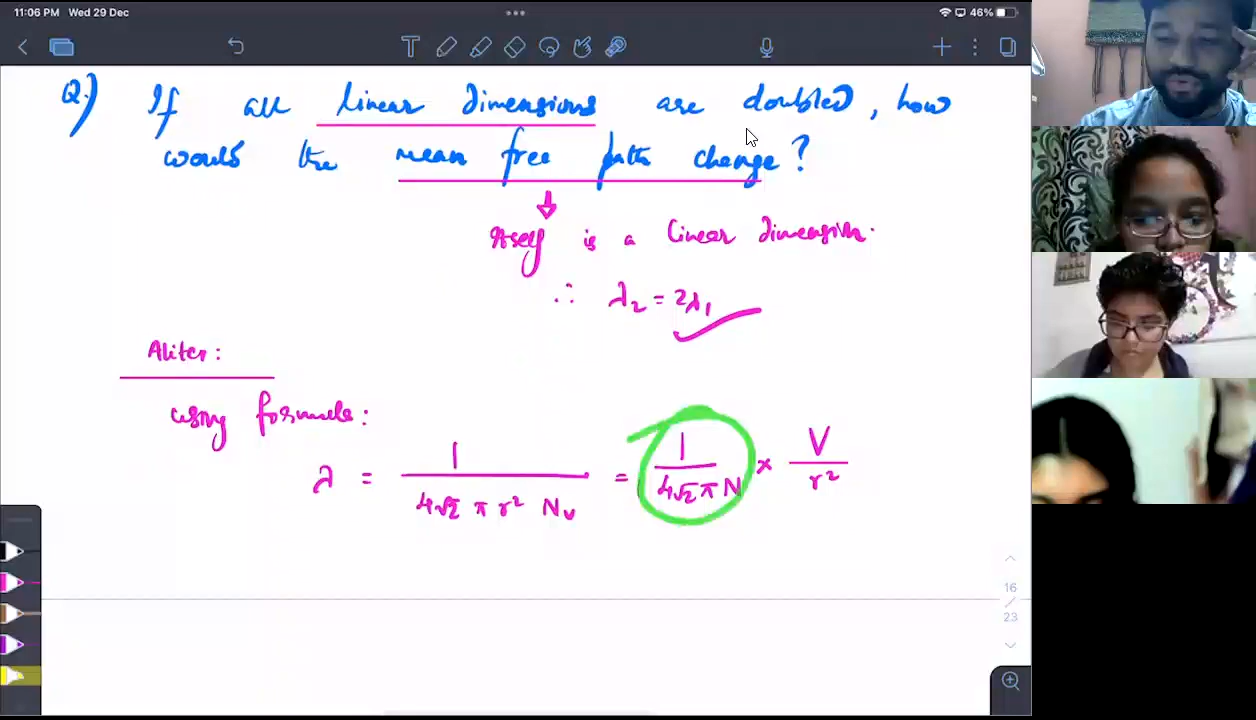 11:06 PM Wed 29 Dec
46%
Q.) If all linear dimensions are doubled, how
would the mean free path change?
itself is a linear dimension.
∴ λ₂ = 2λ₁
Aliter:
using formula:
λ = 1 / (4√2 π r² Nᵥ) = 1 / (4√2 π N) × V / r²
16
23